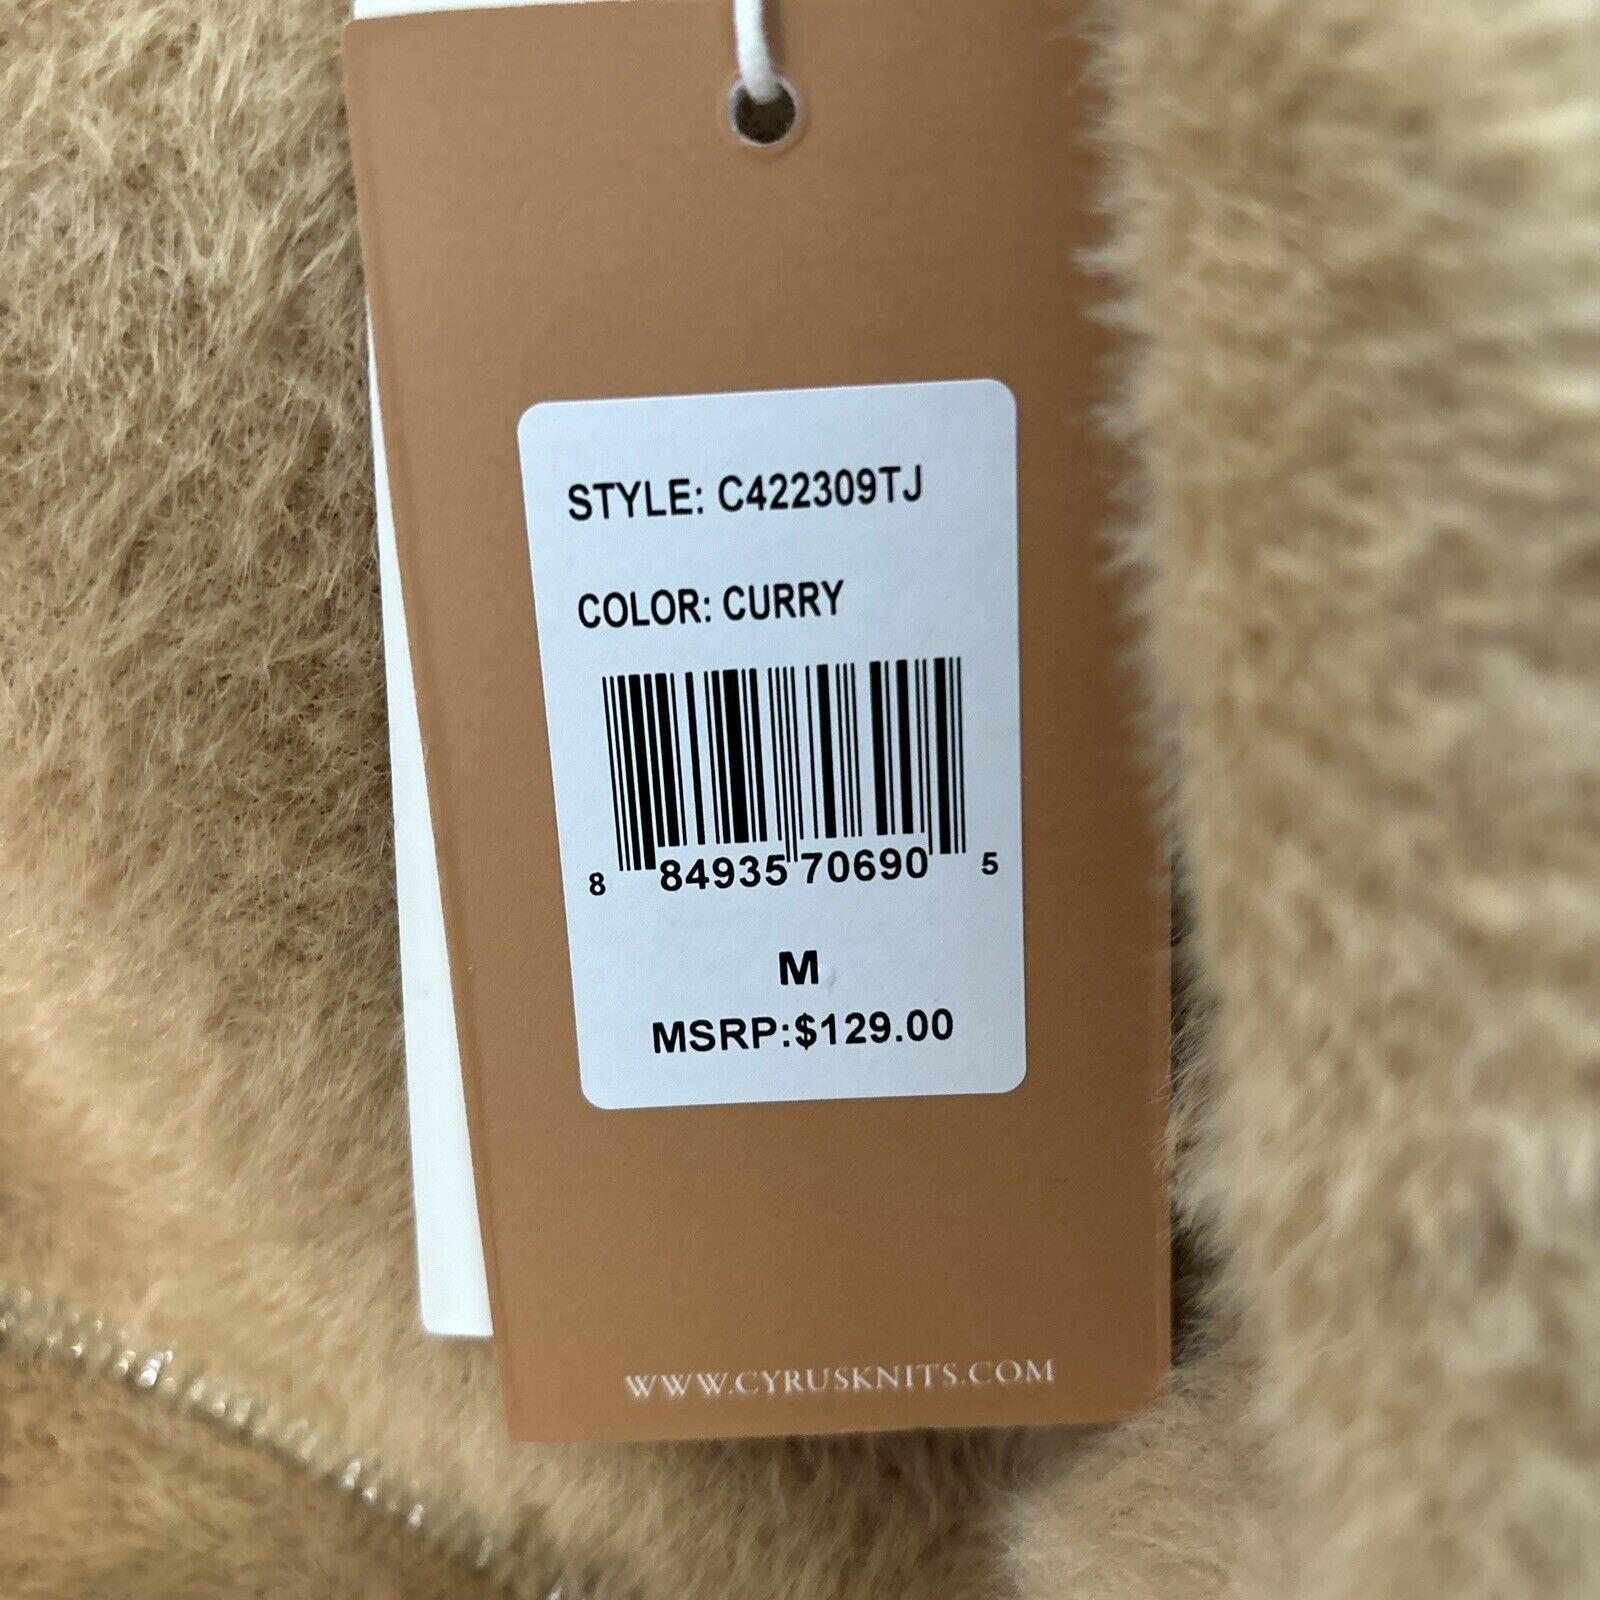 STYLE: C422309TJ
COLOR: CURRY
8 84935 70690 5
M
MSRP:$129.00
WWW.CYRUSKNITS.COM